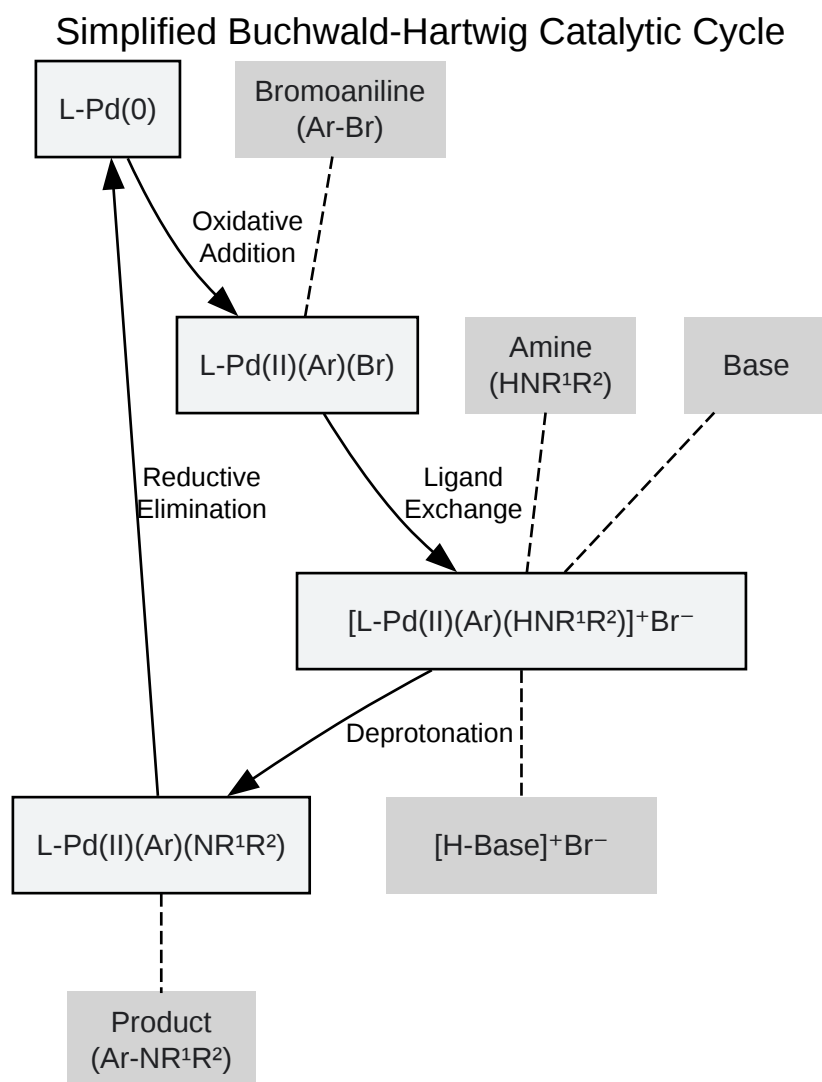 Simplified Buchwald-Hartwig Catalytic Cycle
L-Pd(0)
Bromoaniline
(Ar-Br)
Oxidative
Addition
L-Pd(II)(Ar)(Br)
Amine
(HNR¹R²)
Base
Reductive
Elimination
Ligand
Exchange
[L-Pd(II)(Ar)(HNR¹R²)]⁺Br⁻
Deprotonation
L-Pd(II)(Ar)(NR¹R²)
[H-Base]⁺Br⁻
Product
(Ar-NR¹R²)